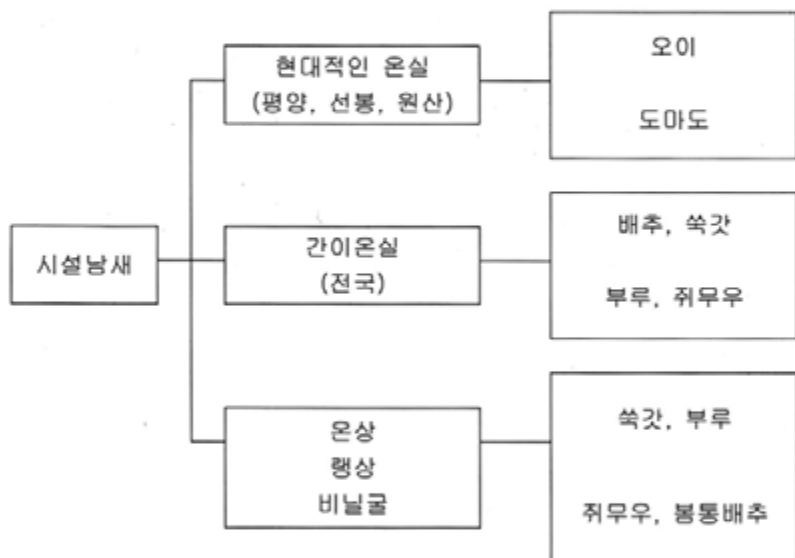 현대적인 온실
(평양, 선봉, 원산)
오이
도마도
시설남새
간이온실
(전국)
배추, 쑥갓
부루, 쥐무우
온상
랭상
비닐굴
쑥갓, 부루
쥐무우, 봉통배추